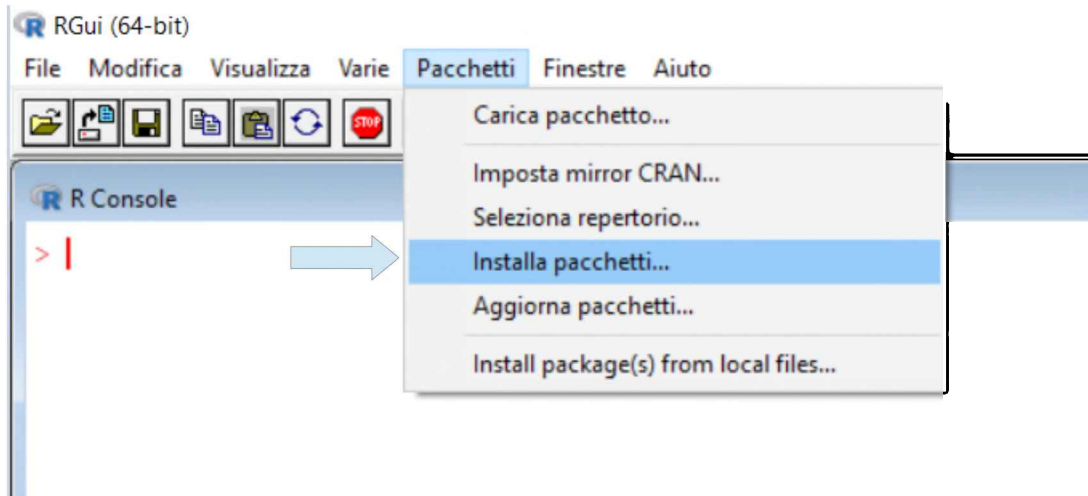 RGui (64-bit)
File Modifica Visualizza Varie Pacchetti Finestre Aiuto
STOP
Carica pacchetto...
Imposta mirror CRAN...
Seleziona repertorio...
Installa pacchetti...
Aggiorna pacchetti...
Install package(s) from local files...
R Console
>